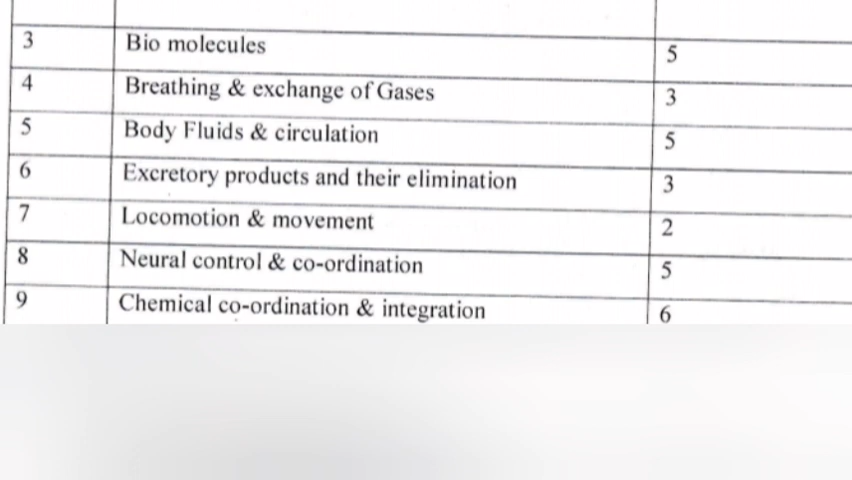 3 Bio molecules 5
4 Breathing & exchange of Gases 3
5 Body Fluids & circulation 5
6 Excretory products and their elimination 3
7 Locomotion & movement 2
8 Neural control & co-ordination 5
9 Chemical co-ordination & integration 6